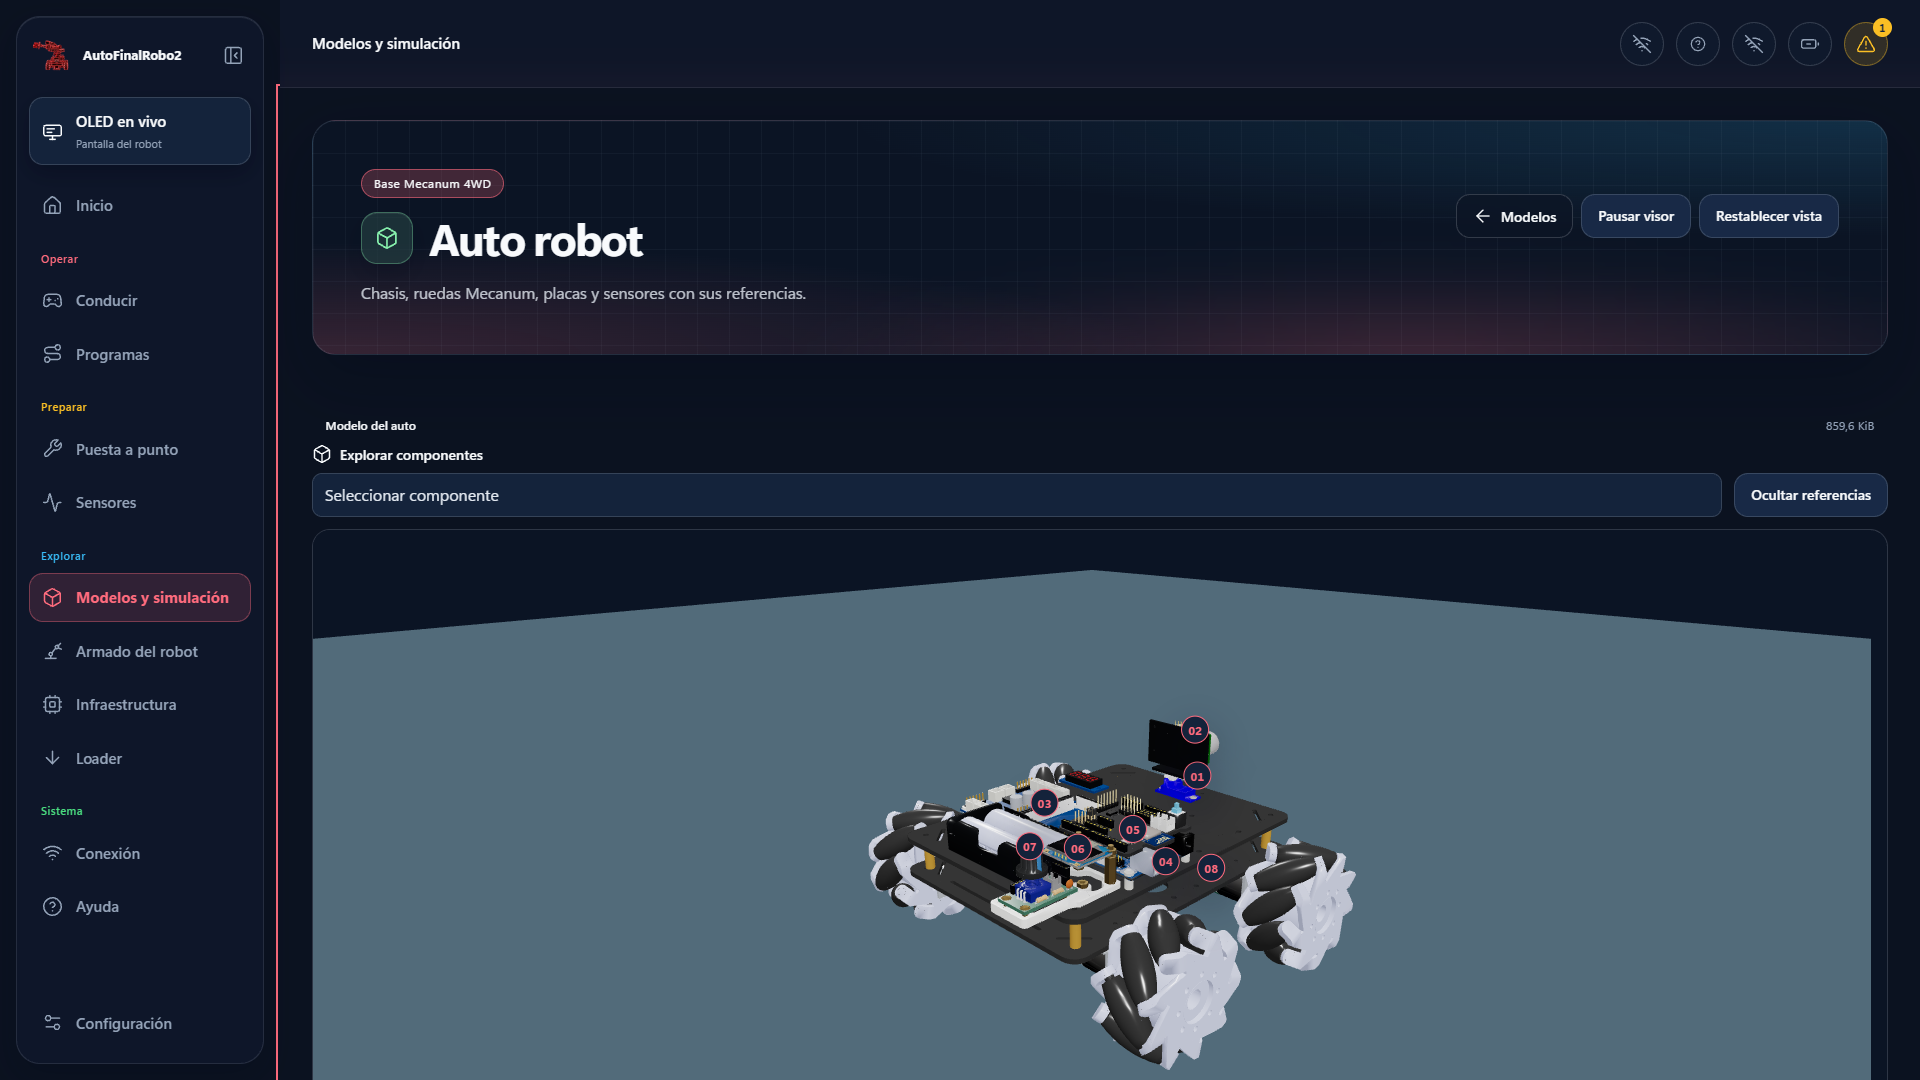 AutoFinalRobo2
OLED en vivo
Pantalla del robot
Inicio
Operar
Conducir
Programas
Preparar
Puesta a punto
Sensores
Explorar
Modelos y simulación
Armado del robot
Infraestructura
Loader
Sistema
Conexión
Ayuda
Configuración
Modelos y simulación
1
Base Mecanum 4WD
Auto robot
Chasis, ruedas Mecanum, placas y sensores con sus referencias.
Modelos
Pausar visor
Restablecer vista
Modelo del auto
859,6 KiB
Explorar componentes
Seleccionar componente
Ocultar referencias
02
01
03
05
07
06
04
08